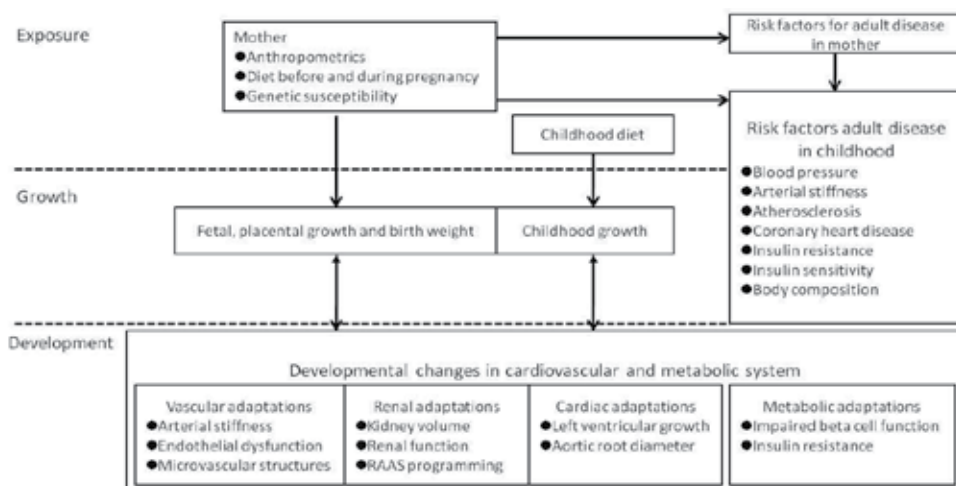 Exposure
Mother
●Anthropometrics
●Diet before and during pregnancy
●Genetic susceptibility
Risk factors for adult disease
in mother
Childhood diet
Risk factors adult disease
in childhood
●Blood pressure
●Arterial stiffness
●Atherosclerosis
●Coronary heart disease
●Insulin resistance
●Insulin sensitivity
●Body composition
Growth
Fetal, placental growth and birth weight
Childhood growth
Development
Developmental changes in cardiovascular and metabolic system
Vascular adaptations
●Arterial stiffness
●Endothelial dysfunction
●Microvascular structures
Renal adaptations
●Kidney volume
●Renal function
●RAAS programming
Cardiac adaptations
●Left ventricular growth
●Aortic root diameter
Metabolic adaptations
●Impaired beta cell function
●Insulin resistance